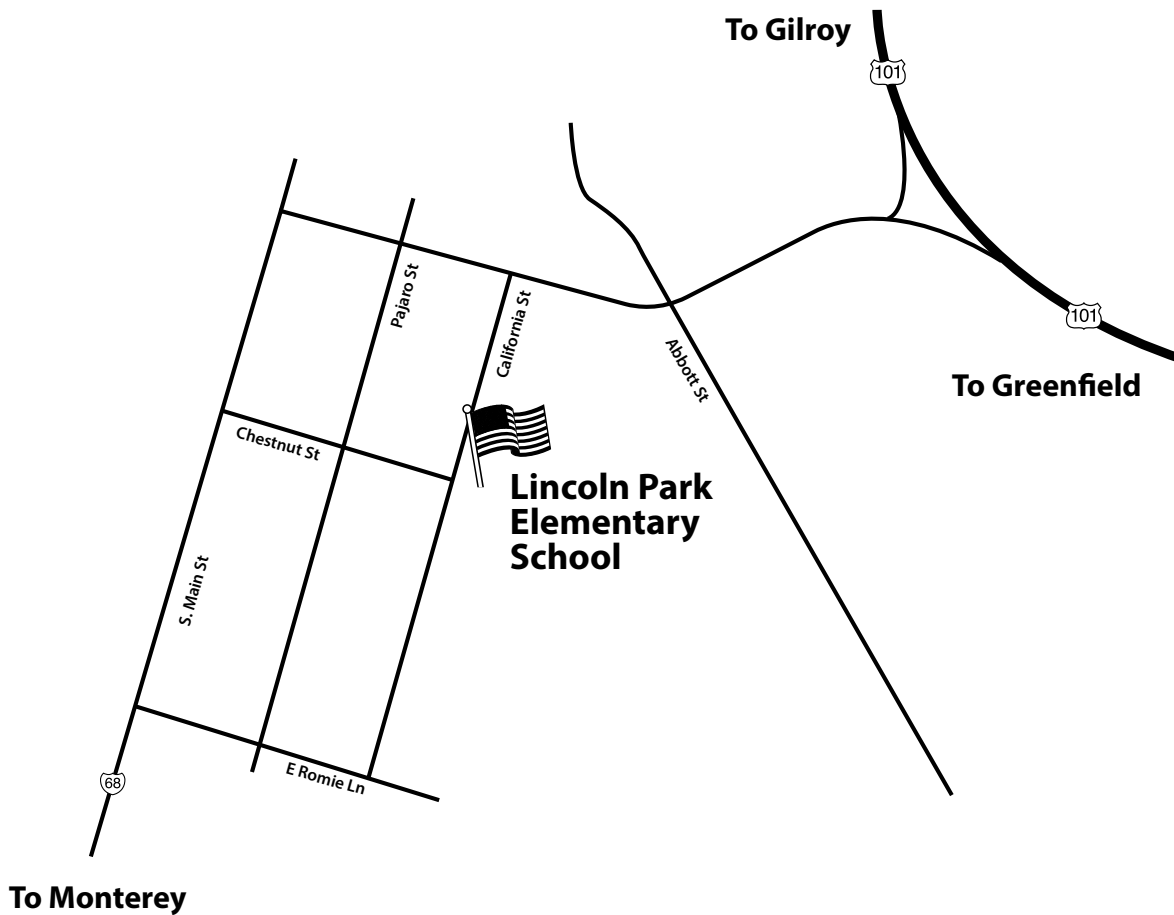 To Gilroy
101
Pajaro St
California St
101
Abbott St
To Greenfield
Chestnut St
Lincoln Park
Elementary
School
S. Main St
E Romie Ln
68
To Monterey